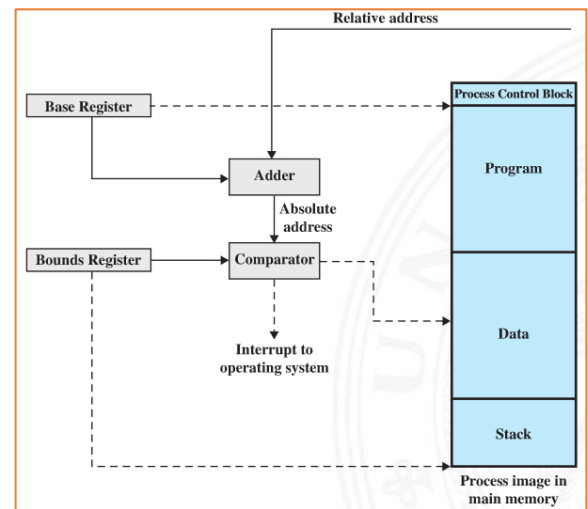 Relative address
Process Control Block
Base Register
Program
Adder
Absolute
address
Bounds Register
Comparator
Interrupt to
operating system
Data
Stack
Process image in
main memory
UN
&